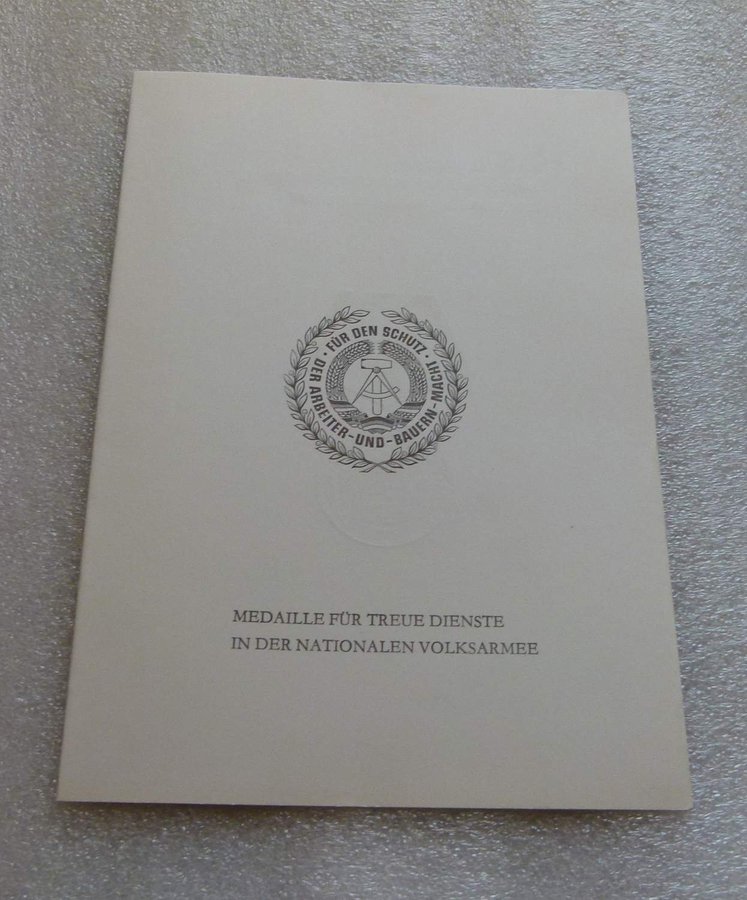 FÜR DEN SCHUTZ ·
DER ARBEITER-UND-BAUERN-MACHT ·
MEDAILLE FÜR TREUE DIENSTE
IN DER NATIONALEN VOLKSARMEE